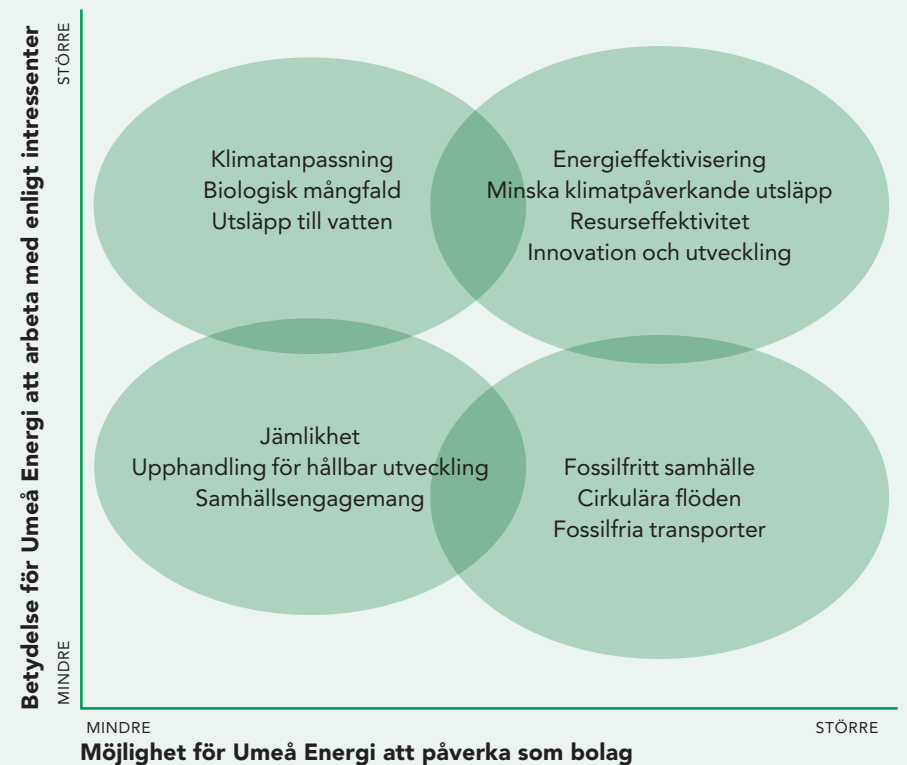 Betydelse för Umeå Energi att arbeta med enligt intressenter
STÖRRE
MINDRE
Klimatanpassning
Biologisk mångfald
Utsläpp till vatten
Energieffektivisering
Minska klimatpåverkande utsläpp
Resurseffektivitet
Innovation och utveckling
Jämlikhet
Upphandling för hållbar utveckling
Samhällsengagemang
Fossilfritt samhälle
Cirkulära flöden
Fossilfria transporter
MINDRE
STÖRRE
Möjlighet för Umeå Energi att påverka som bolag